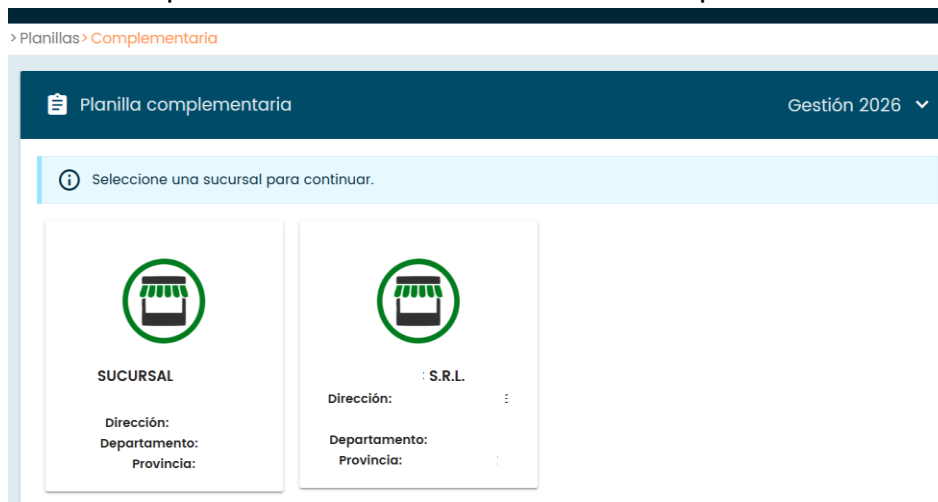 >Planillas>Complementaria
Planilla complementaria
Gestión 2026
Seleccione una sucursal para continuar.
SUCURSAL
Dirección:
Departamento:
Provincia:
S.R.L.
Dirección:
Departamento:
Provincia: